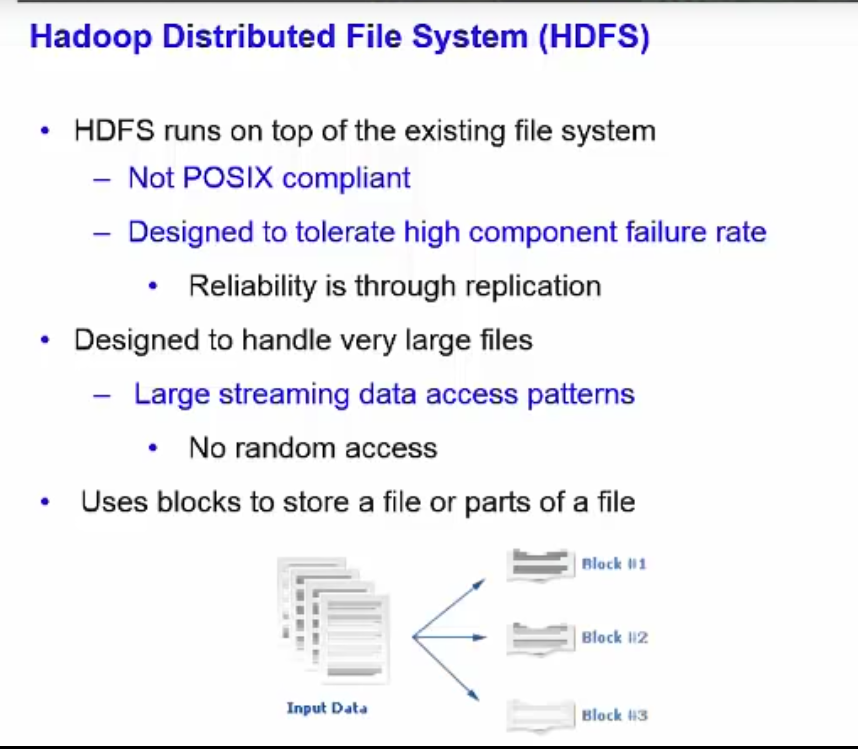 Hadoop Distributed File System (HDFS)
• HDFS runs on top of the existing file system
– Not POSIX compliant
– Designed to tolerate high component failure rate
• Reliability is through replication
• Designed to handle very large files
– Large streaming data access patterns
• No random access
• Uses blocks to store a file or parts of a file
Block #1
Block #2
Input Data
Block #3